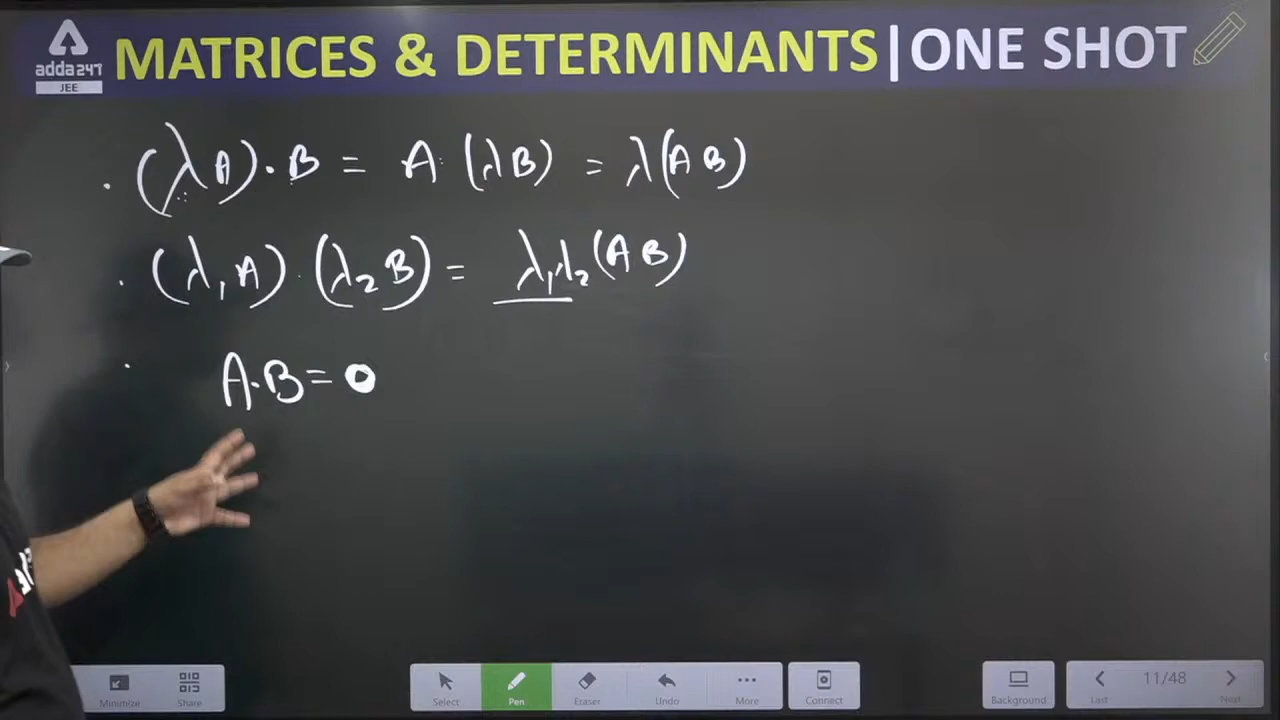 adda247
JEE
MATRICES & DETERMINANTS | ONE SHOT
. (λA)·B = A·(λB) = λ(AB)
. (λ₁A)·(λ₂B) = λ₁λ₂(AB)
. A·B = 0
Minimize Share Select Pen Eraser Undo More Connect Background Last 11/48 Next